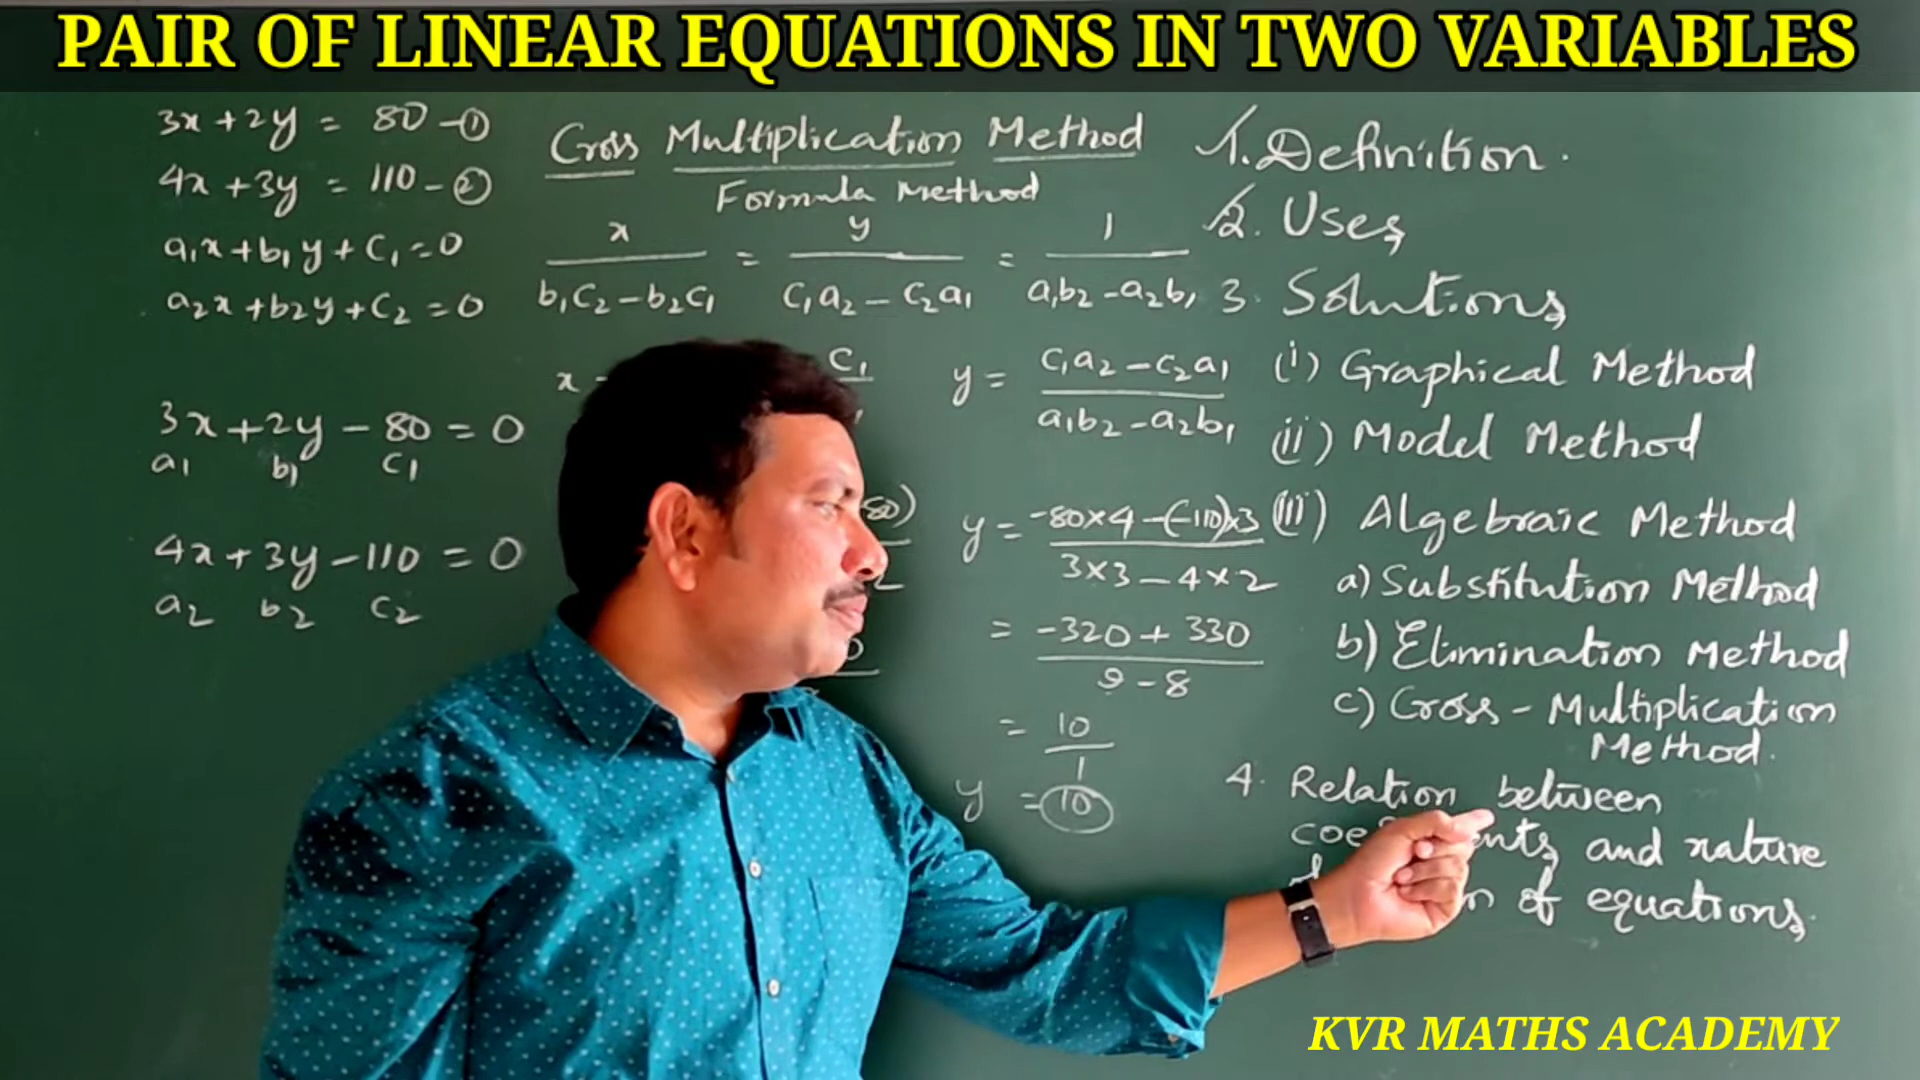 PAIR OF LINEAR EQUATIONS IN TWO VARIABLES
3x + 2y = 80 - ①
4x + 3y = 110 - ②
a₁x + b₁y + c₁ = 0
a₂x + b₂y + c₂ = 0
3x + 2y - 80 = 0
a₁ b₁ c₁
4x + 3y - 110 = 0
a₂ b₂ c₂
Cross Multiplication Method
Formula Method
x / b₁c₂ - b₂c₁ = y / c₁a₂ - c₂a₁ = 1 / a₁b₂ - a₂b₁
x
c₁
y = c₁a₂ - c₂a₁ / a₁b₂ - a₂b₁
y = -80×4 - (-110)×3 / 3×3 - 4×2
= -320 + 330 / 9 - 8
= 10 / 1
y = 10
1. Definition.
2. Uses
3. Solutions
(i) Graphical Method
(ii) Model Method
(iii) Algebraic Method
a) Substitution Method
b) Elimination Method
c) Cross - Multiplication
Method.
4. Relation between
and nature
of equations.
KVR MATHS ACADEMY